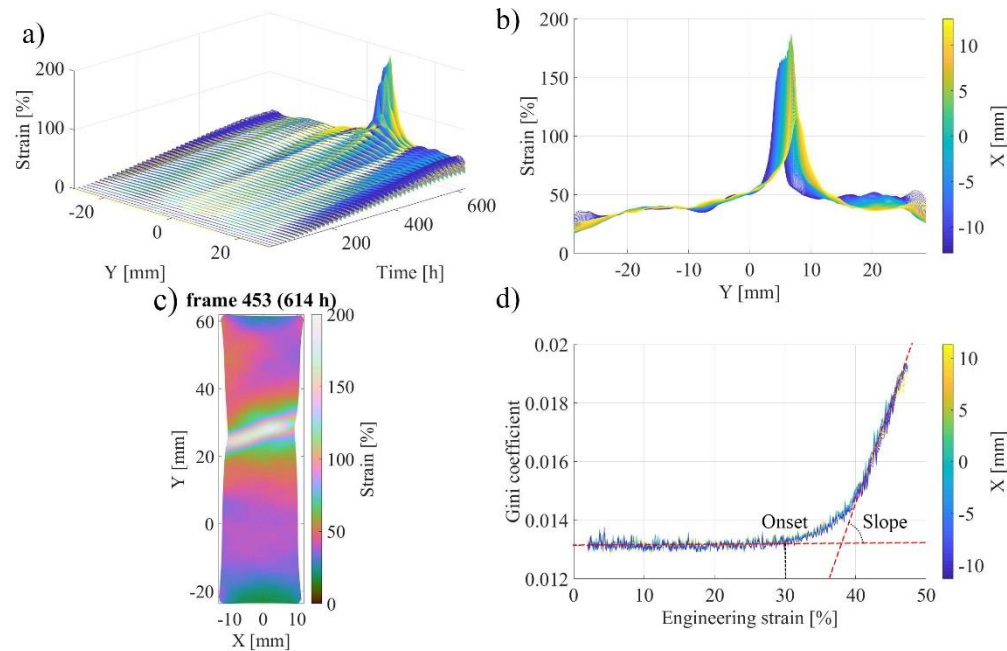 a)
200
100
0
Strain [%]
-20
0
20
Y [mm]
200
400
600
Time [h]
b)
200
150
100
50
0
Strain [%]
-20
-10
0
10
20
Y [mm]
10
5
0
-5
-10
X [mm]
c)
frame 453 (614 h)
60
40
20
0
-20
Y [mm]
-10
0
10
X [mm]
200
150
100
50
0
Strain [%]
d)
0.02
0.018
0.016
0.014
0.012
Gini coefficient
Onset
Slope
0
10
20
30
40
50
Engineering strain [%]
10
5
0
-5
-10
X [mm]